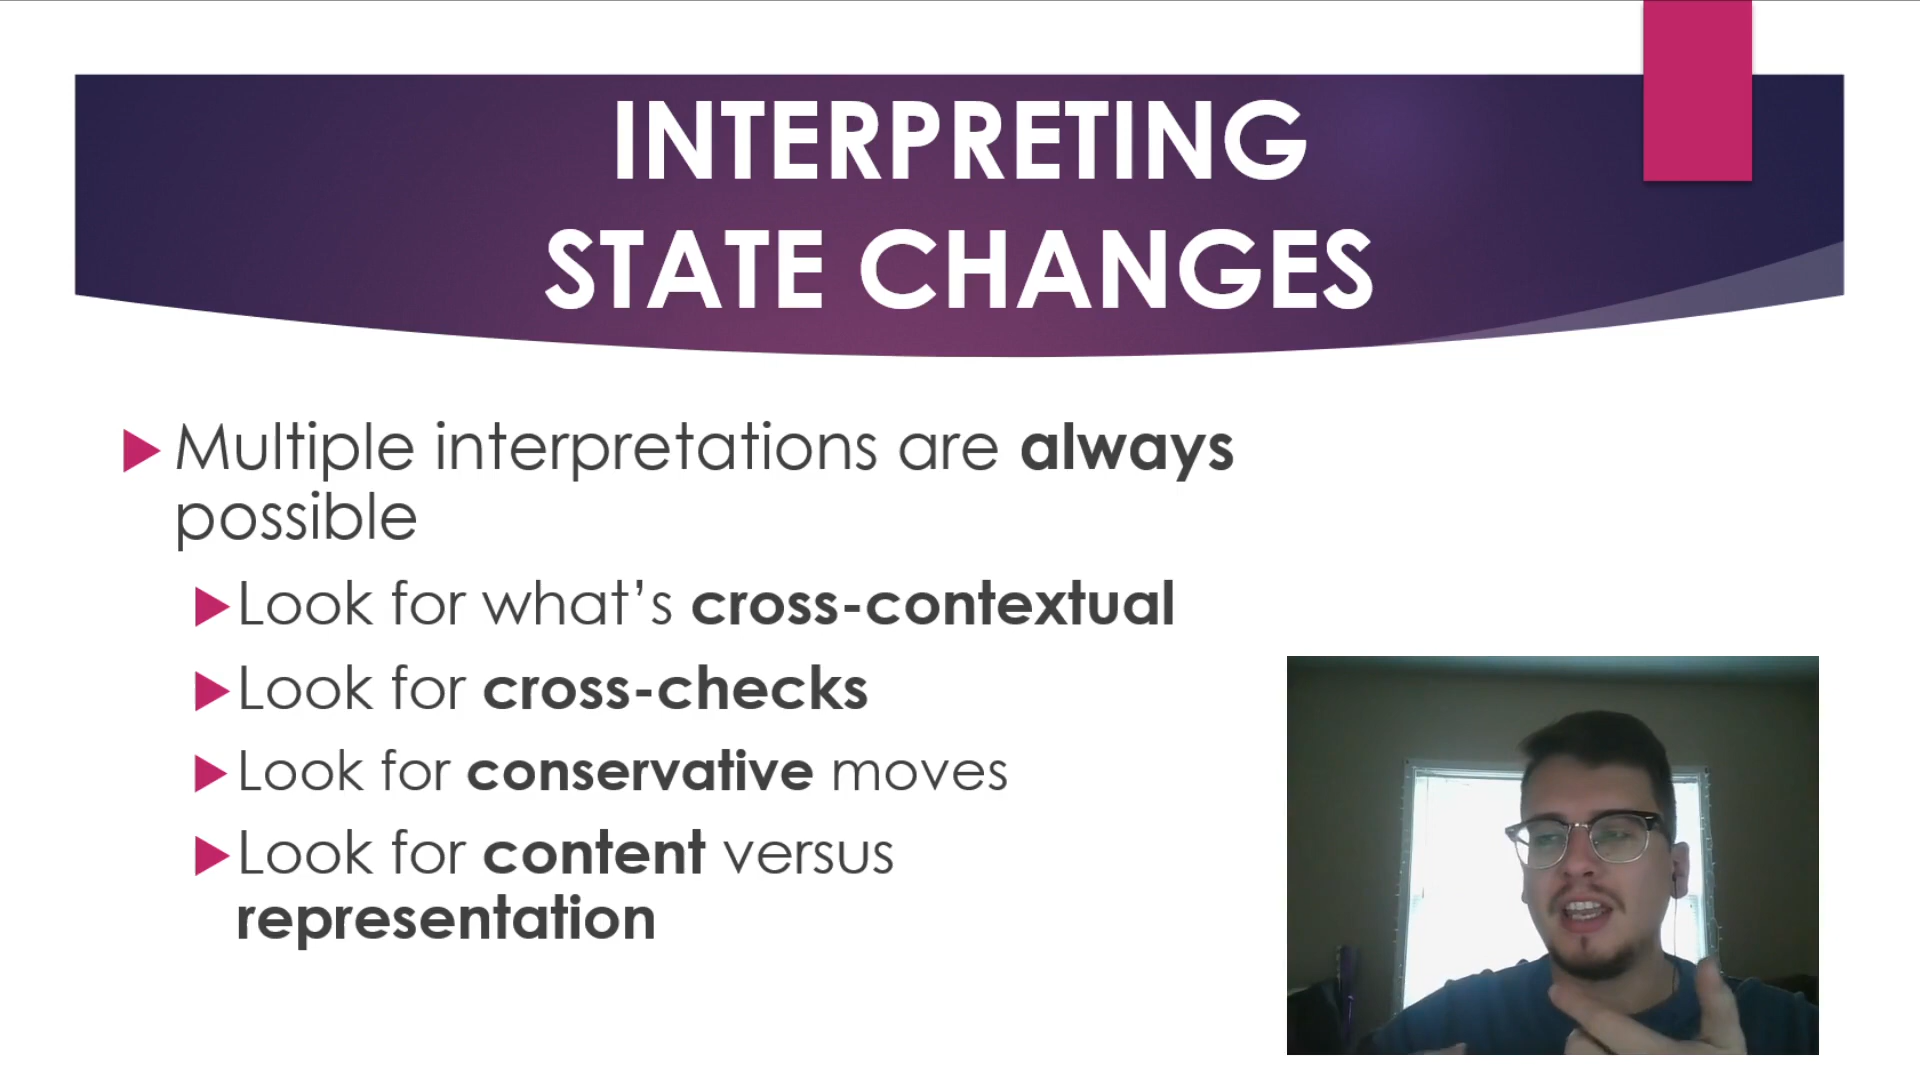 INTERPRETING
STATE CHANGES
Multiple interpretations are always
possible
Look for what’s cross-contextual
Look for cross-checks
Look for conservative moves
Look for content versus
representation